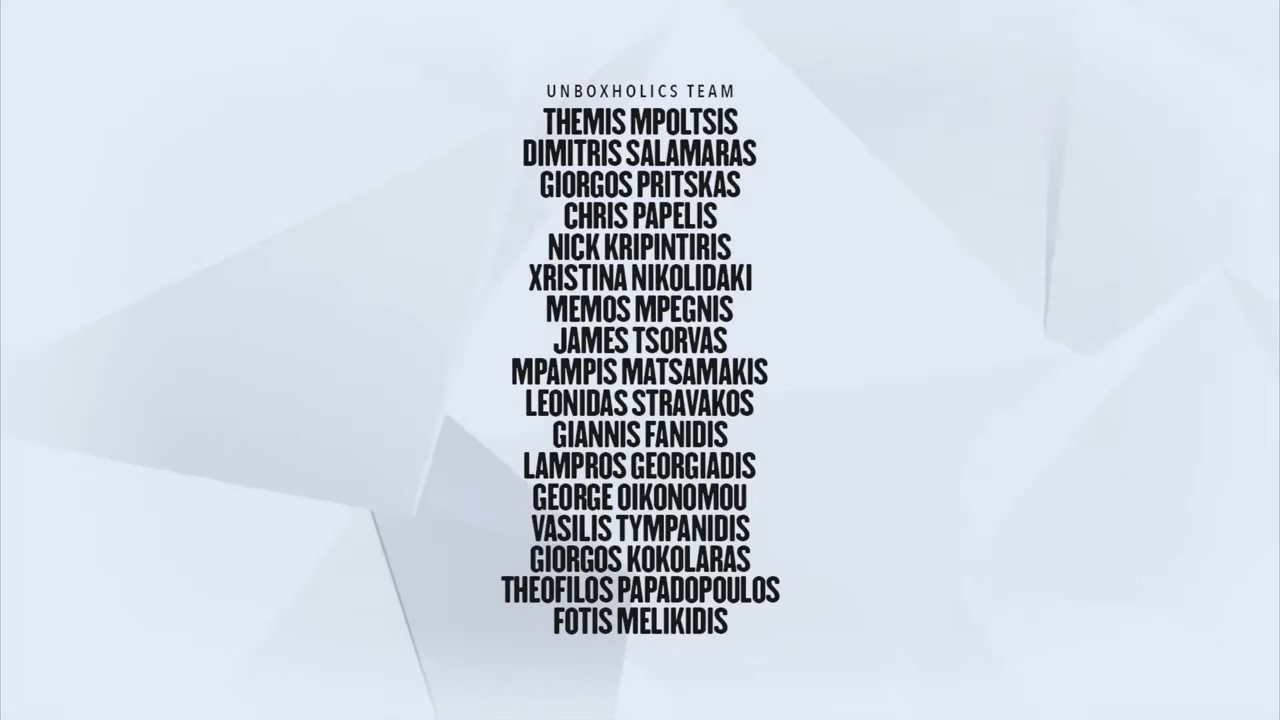 UNBOXHOLICS TEAM
THEMIS MPOLTSIS
DIMITRIS SALAMARAS
GIORGOS PRITSKAS
CHRIS PAPELIS
NICK KRIPINTIRIS
XRISTINA NIKOLIDAKI
MEMOS MPEGNIS
JAMES TSORVAS
MPAMPIS MATSAMAKIS
LEONIDAS STRAVAKOS
GIANNIS FANIDIS
LAMPROS GEORGIADIS
GEORGE OIKONOMOU
VASILIS TYMPANIDIS
GIORGOS KOKOLARAS
THEOFILOS PAPADOPOULOS
FOTIS MELIKIDIS